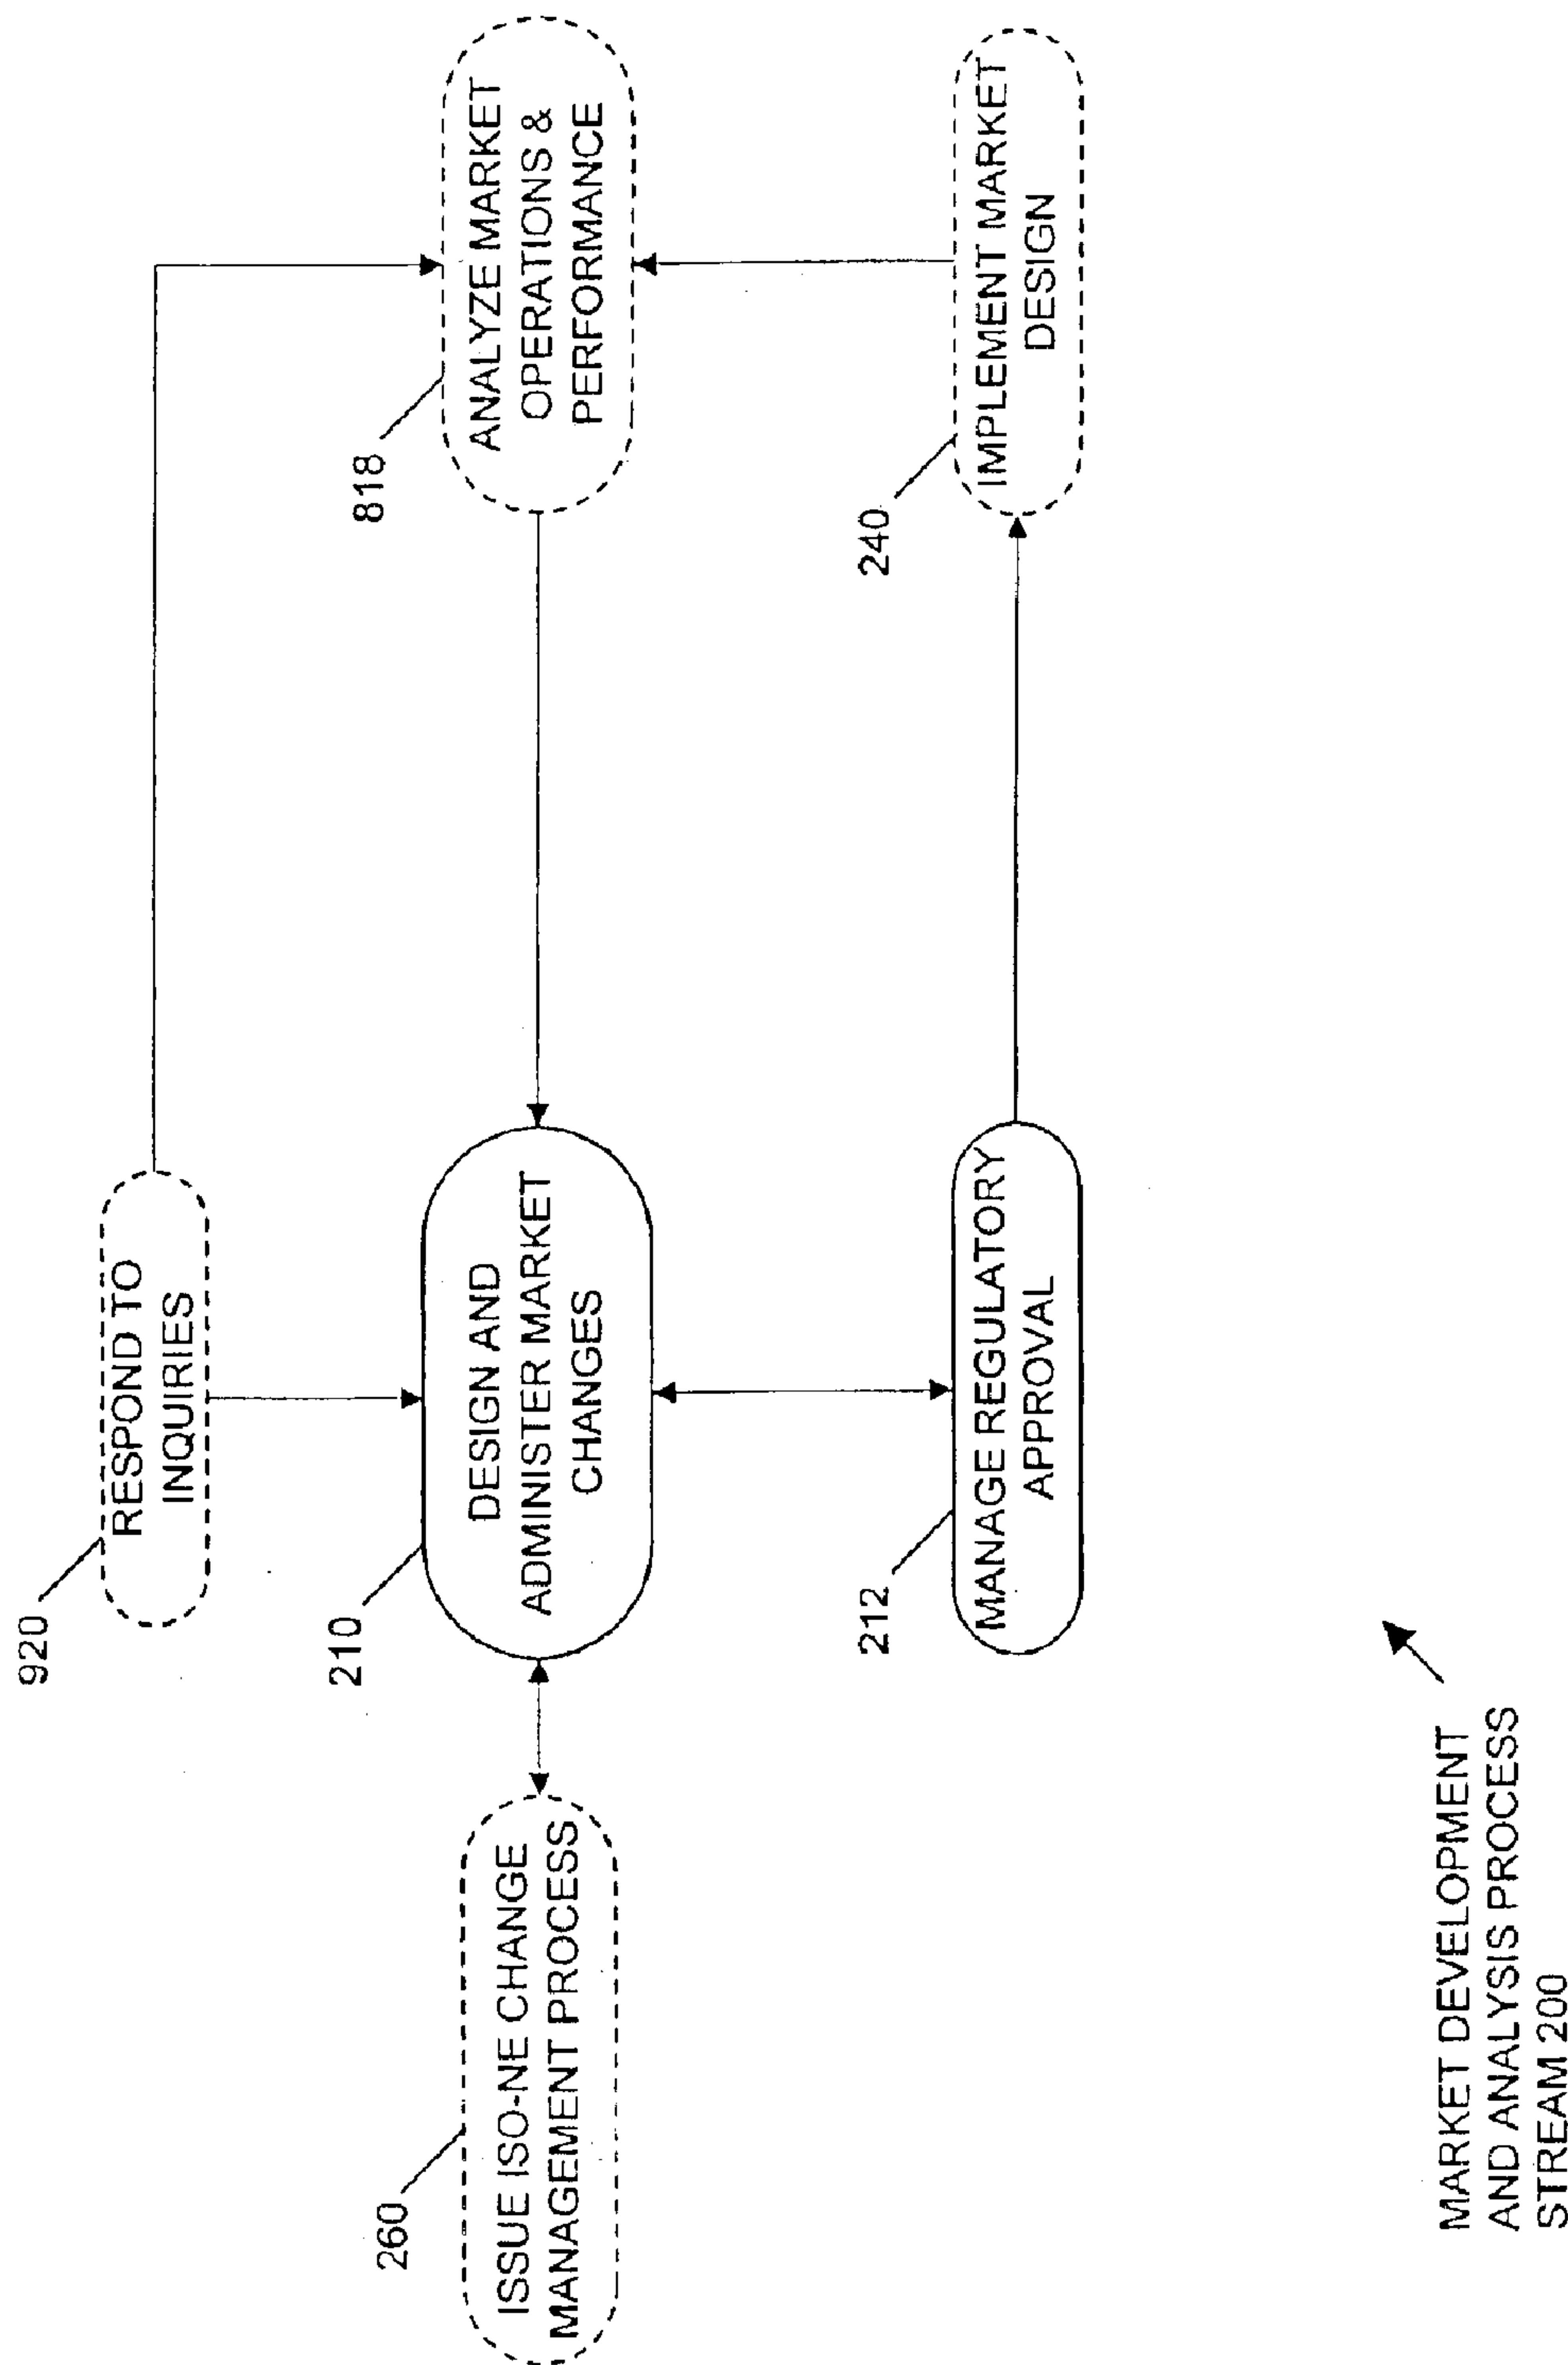 920
RESPOND TO
INQUIRIES
260
ISSUE ISO-NE CHANGE
MANAGEMENT PROCESS
210
DESIGN AND
ADMINISTER MARKET
CHANGES
818
ANALYZE MARKET
OPERATIONS &
PERFORMANCE
212
MANAGE REGULATORY
APPROVAL
240
IMPLEMENT MARKET
DESIGN
MARKET DEVELOPMENT
AND ANALYSIS PROCESS
STREAM 200